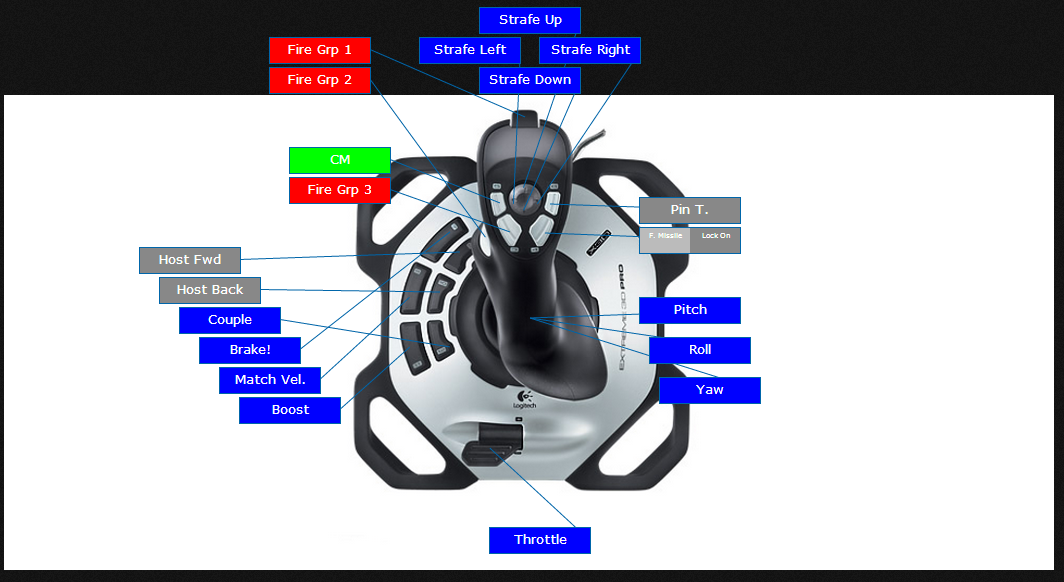 Strafe Up
Strafe Left
Strafe Right
Strafe Down
Fire Grp 1
Fire Grp 2
CM
Fire Grp 3
Pin T.
F. Missile
Lock On
Host Fwd
Host Back
Couple
Brake!
Match Vel.
Boost
Pitch
Roll
Yaw
EXTREME 3D PRO
Logitech
Throttle